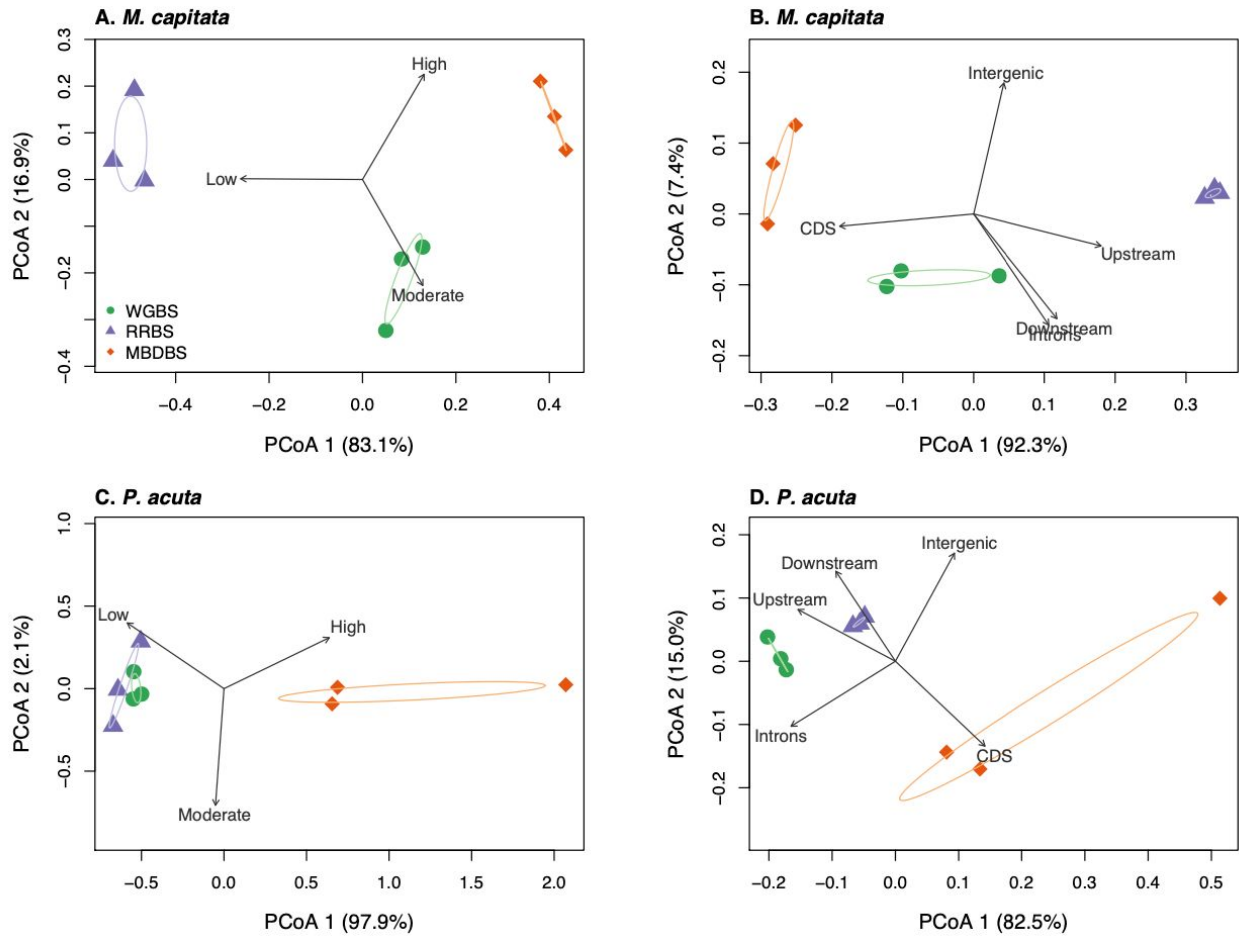 A. M. capitata
PCoA 2 (16.9%)
0.3
0.2
0.1
0.0
−0.2
−0.4
High
Low
Moderate
WGBS
RRBS
MBDBS
−0.4 −0.2 0.0 0.2 0.4
PCoA 1 (83.1%)
B. M. capitata
PCoA 2 (7.4%)
0.2
0.1
0.0
−0.1
−0.2
Intergenic
CDS
Upstream
Downstream
Introns
−0.3 −0.2 −0.1 0.0 0.1 0.2 0.3
PCoA 1 (92.3%)
C. P. acuta
PCoA 2 (2.1%)
1.0
0.5
0.0
−0.5
Low
High
Moderate
−0.5 0.0 0.5 1.0 1.5 2.0
PCoA 1 (97.9%)
D. P. acuta
PCoA 2 (15.0%)
0.2
0.1
0.0
−0.1
−0.2
Intergenic
Downstream
Upstream
Introns
CDS
−0.2 −0.1 0.0 0.1 0.2 0.3 0.4 0.5
PCoA 1 (82.5%)